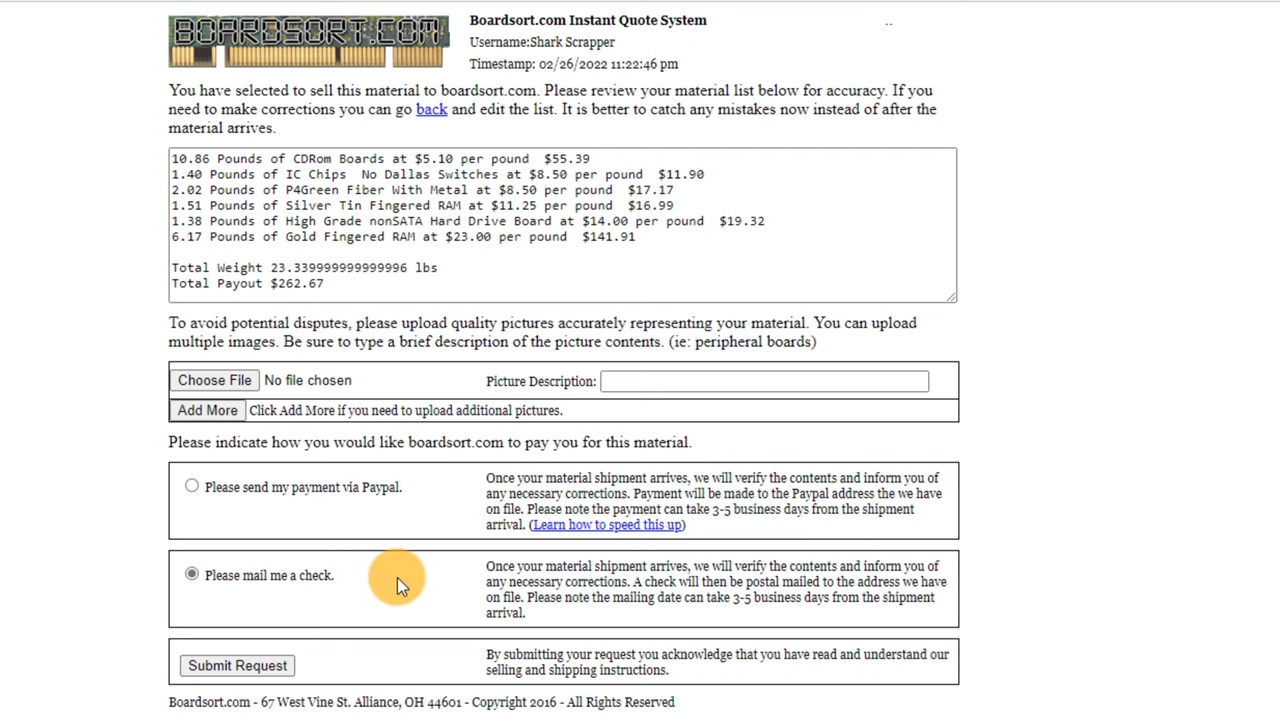 BOARDSORT.COM
Boardsort.com Instant Quote System
Username:Shark Scrapper
Timestamp: 02/26/2022 11:22:46 pm
You have selected to sell this material to boardsort.com. Please review your material list below for accuracy. If you
need to make corrections you can go back and edit the list. It is better to catch any mistakes now instead of after the
material arrives.
10.86 Pounds of CDRom Boards at $5.10 per pound  $55.39
1.40 Pounds of IC Chips  No Dallas Switches at $8.50 per pound  $11.90
2.02 Pounds of P4Green Fiber With Metal at $8.50 per pound  $17.17
1.51 Pounds of Silver Tin Fingered RAM at $11.25 per pound  $16.99
1.38 Pounds of High Grade nonSATA Hard Drive Board at $14.00 per pound  $19.32
6.17 Pounds of Gold Fingered RAM at $23.00 per pound  $141.91
Total Weight 23.339999999999996 lbs
Total Payout $262.67
To avoid potential disputes, please upload quality pictures accurately representing your material. You can upload
multiple images. Be sure to type a brief description of the picture contents. (ie: peripheral boards)
Choose File No file chosen
Picture Description:
Add More Click Add More if you need to upload additional pictures.
Please indicate how you would like boardsort.com to pay you for this material.
Please send my payment via Paypal.
Once your material shipment arrives, we will verify the contents and inform you of
any necessary corrections. Payment will be made to the Paypal address the we have
on file. Please note the payment can take 3-5 business days from the shipment
arrival. (Learn how to speed this up)
Please mail me a check.
Once your material shipment arrives, we will verify the contents and inform you of
any necessary corrections. A check will then be postal mailed to the address we have
on file. Please note the mailing date can take 3-5 business days from the shipment
arrival.
Submit Request
By submitting your request you acknowledge that you have read and understand our
selling and shipping instructions.
Boardsort.com - 67 West Vine St. Alliance, OH 44601 - Copyright 2016 - All Rights Reserved